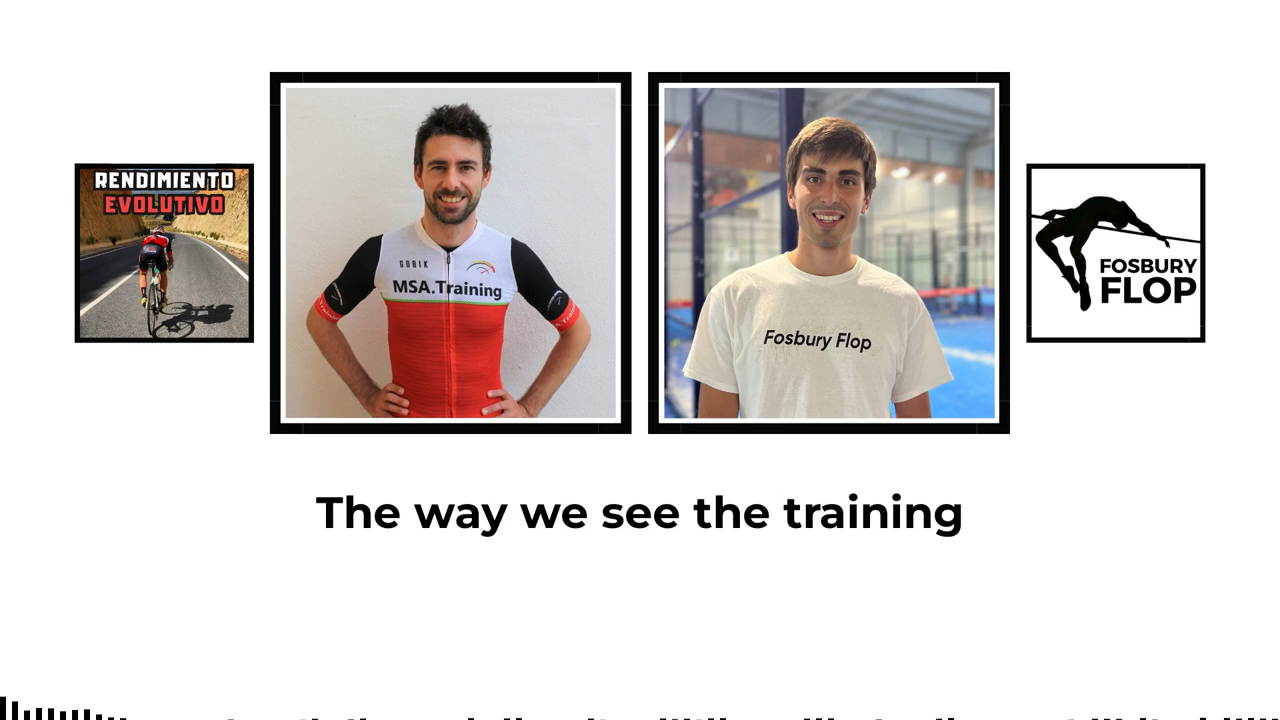 RENDIMIENTO
EVOLUTIVO
GOBIK
MSA.Training
Fosbury Flop
FOSBURY
FLOP
The way we see the training